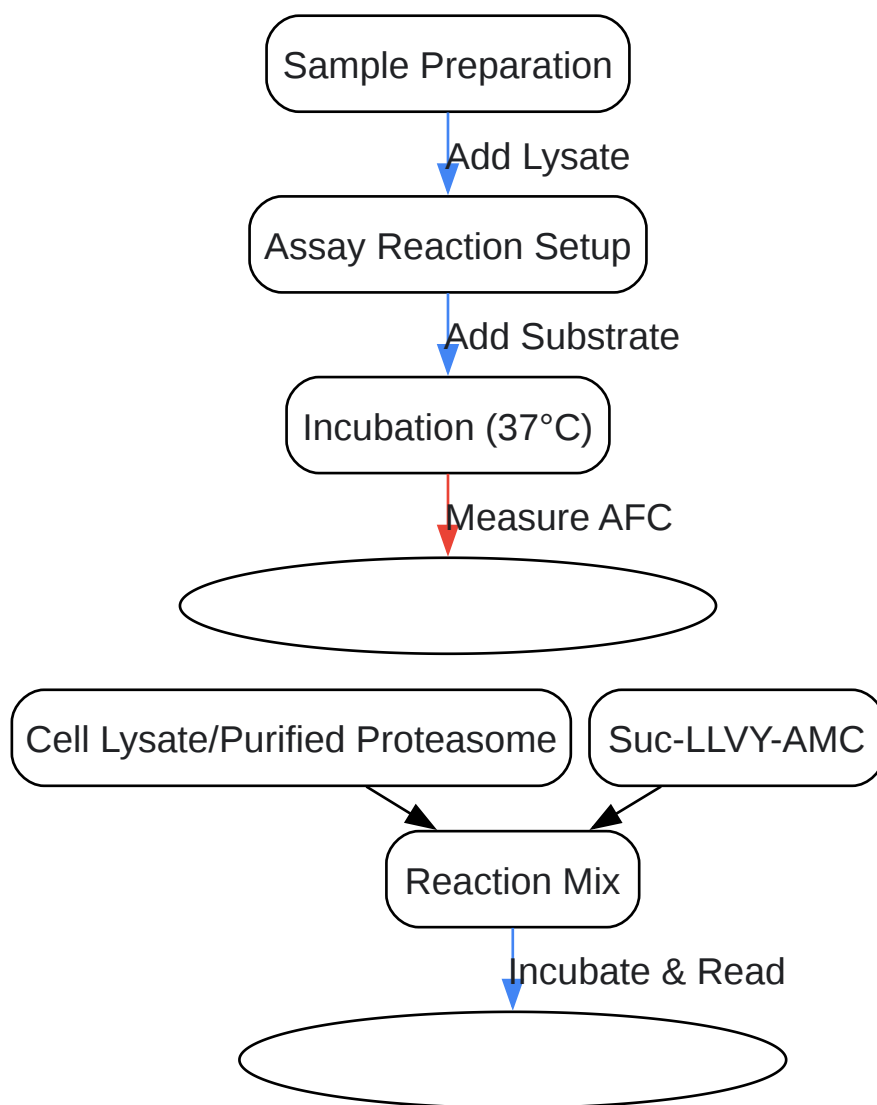 Sample Preparation
Add Lysate
Assay Reaction Setup
Add Substrate
Incubation (37°C)
Measure AFC
Cell Lysate/Purified Proteasome
Suc-LLVY-AMC
Reaction Mix
Incubate & Read